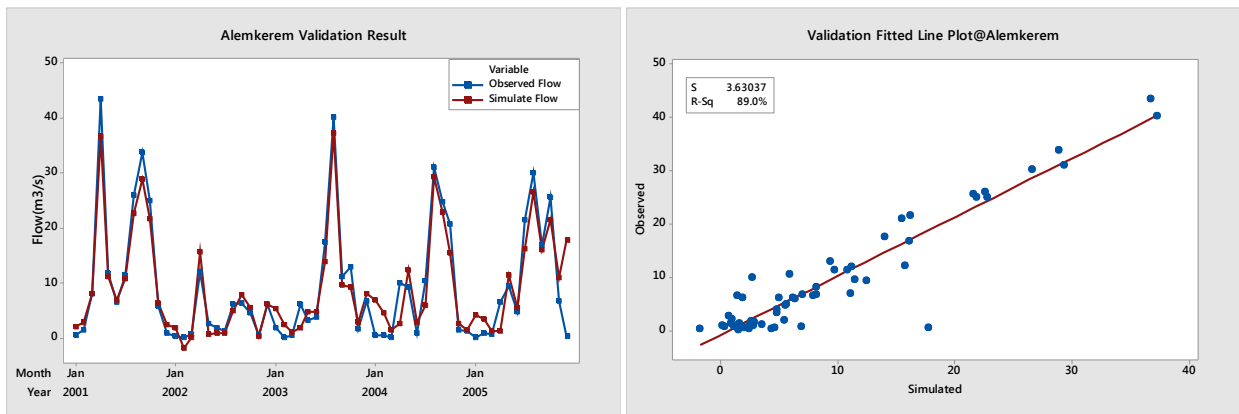 Alemkerem Validation Result
Variable
Observed Flow
Simulate Flow
Flow(m3/s)
50
40
30
20
10
0
Month Jan Jan Jan Jan Jan
Year 2001 2002 2003 2004 2005
Validation Fitted Line Plot@Alemkerem
S 3.63037
R-Sq 89.0%
Observed
50
40
30
20
10
0
0 10 20 30 40
Simulated